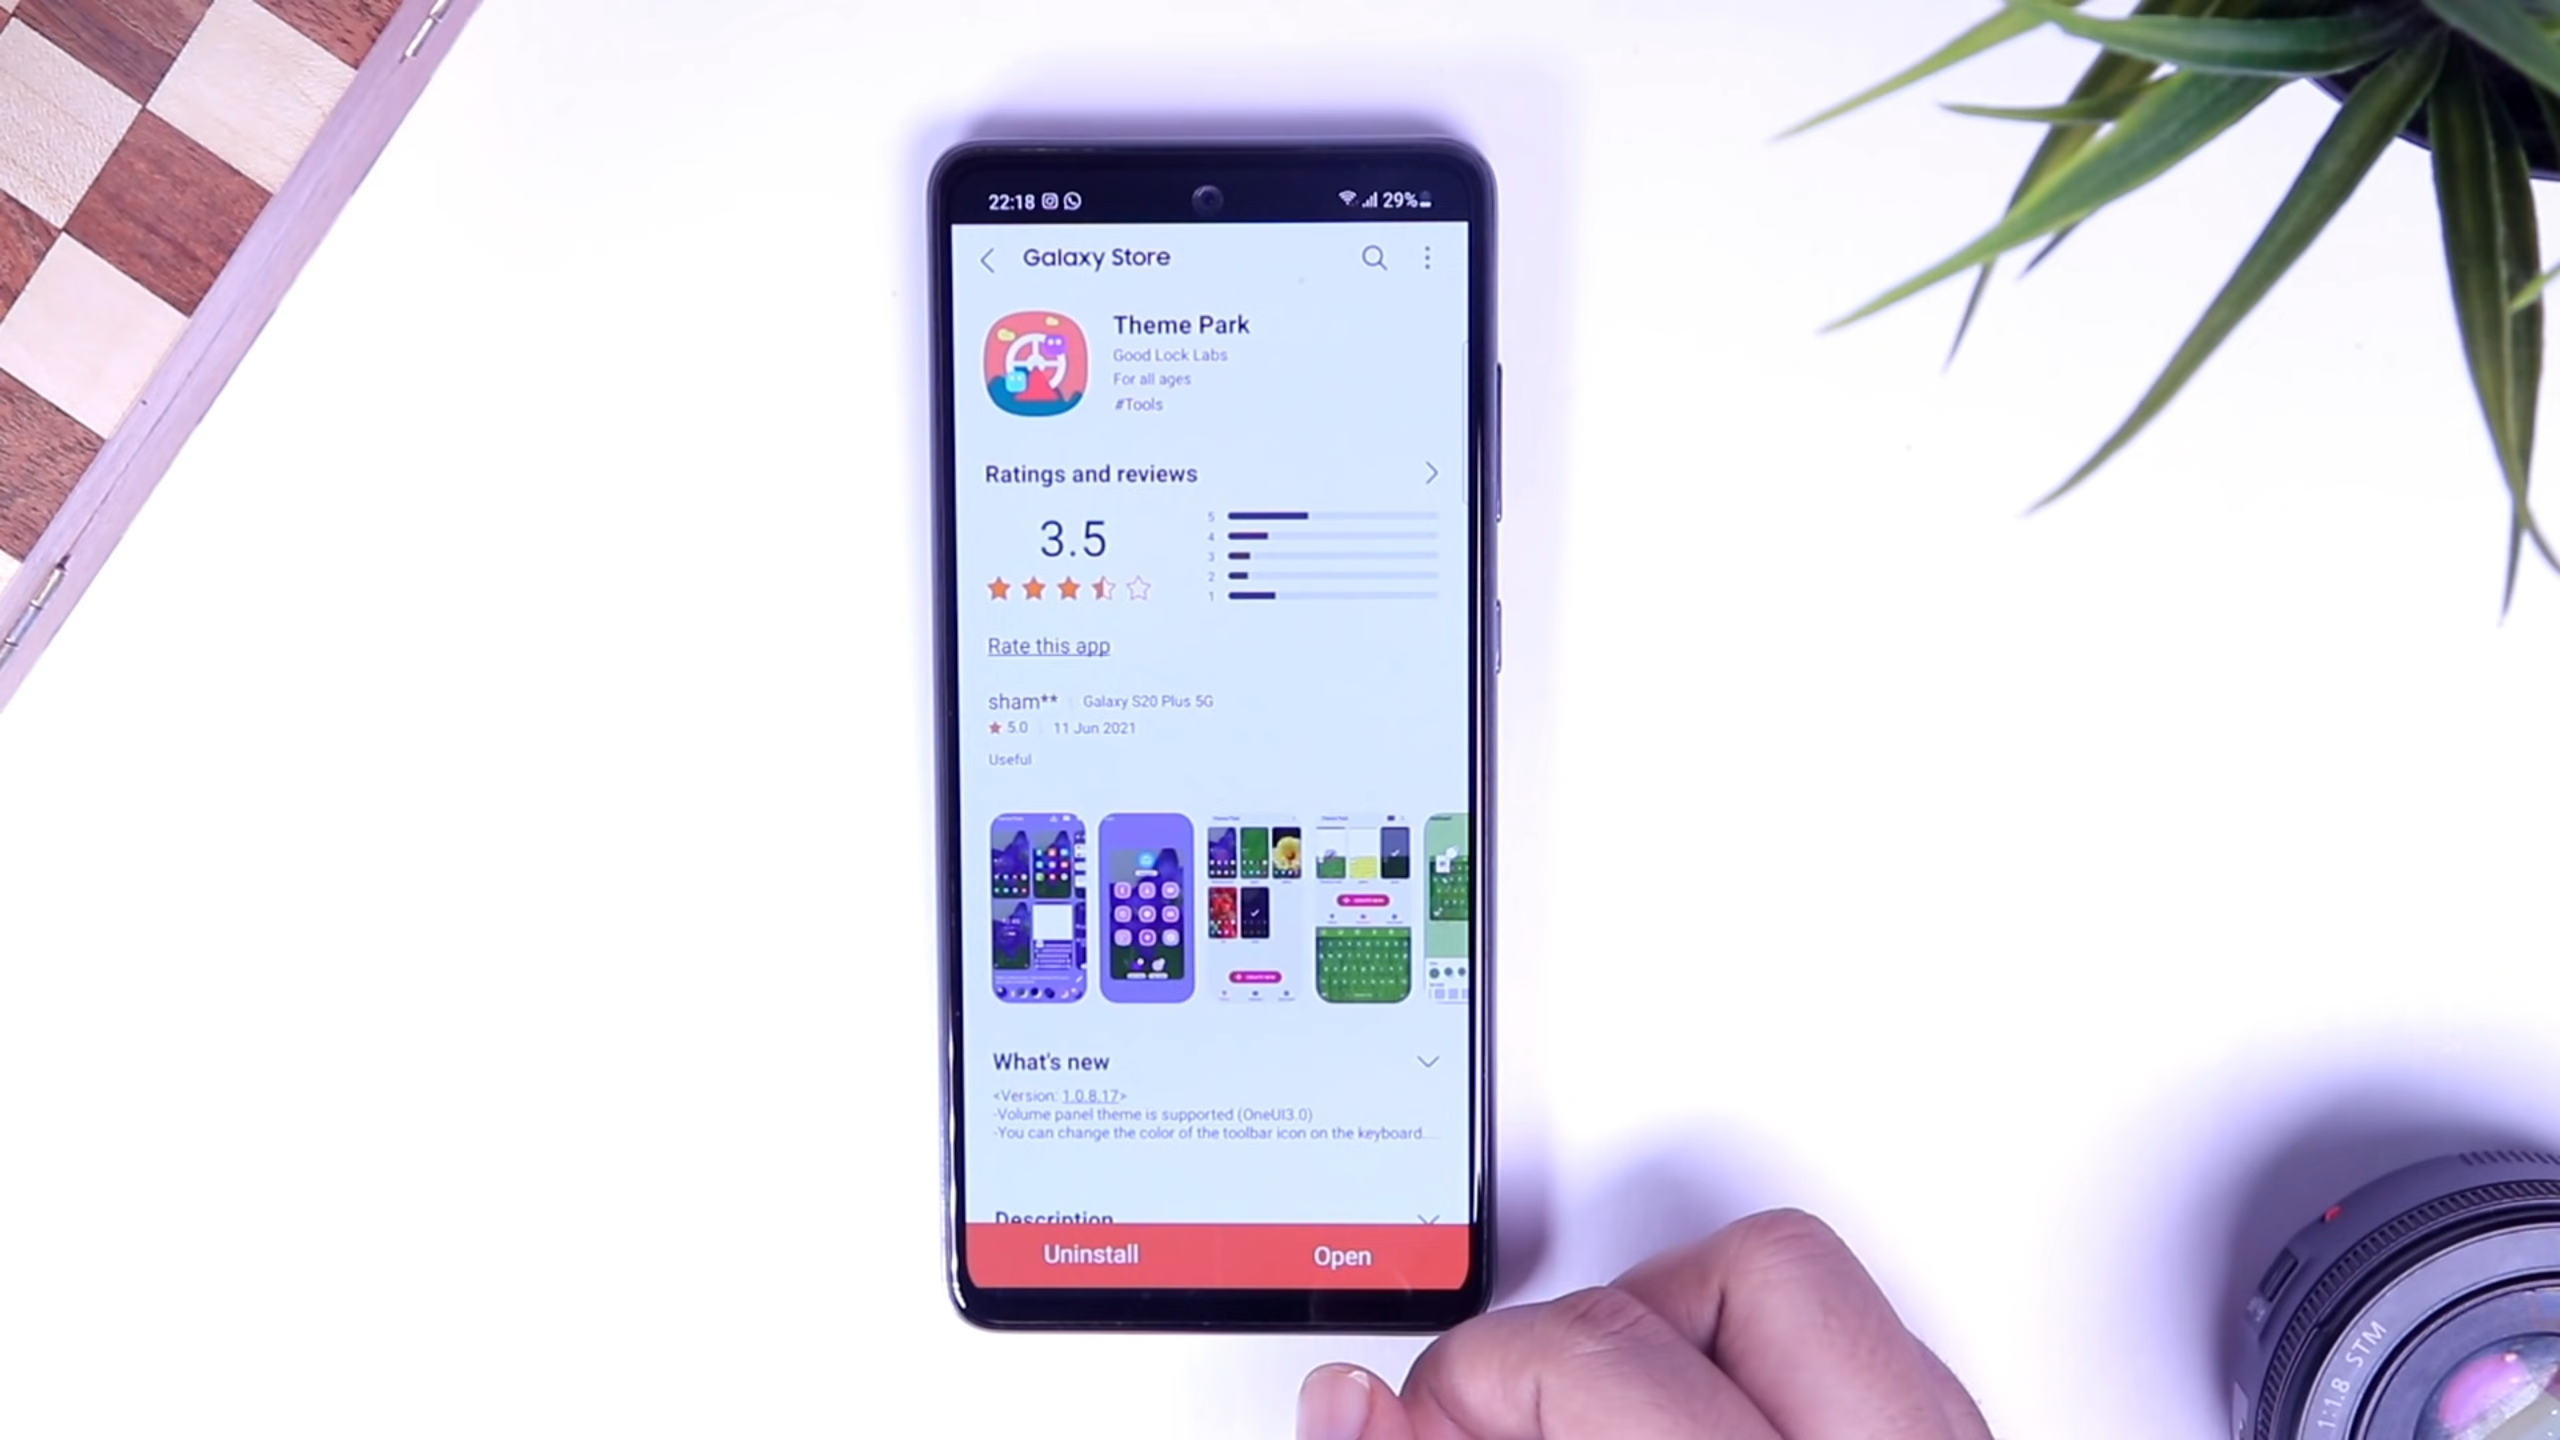 22:18 29%
Galaxy Store
Theme Park
Good Lock Labs
For all ages
#Tools
Ratings and reviews
3.5
5
4
3
2
1
Rate this app
sham** Galaxy S20 Plus 5G
5.0 11 Jun 2021
Useful
What's new
<Version: 1.0.8.17>
-Volume panel theme is supported (OneUI3.0)
-You can change the color of the toolbar icon on the keyboard....
Description
Uninstall Open
1:1.8 STM